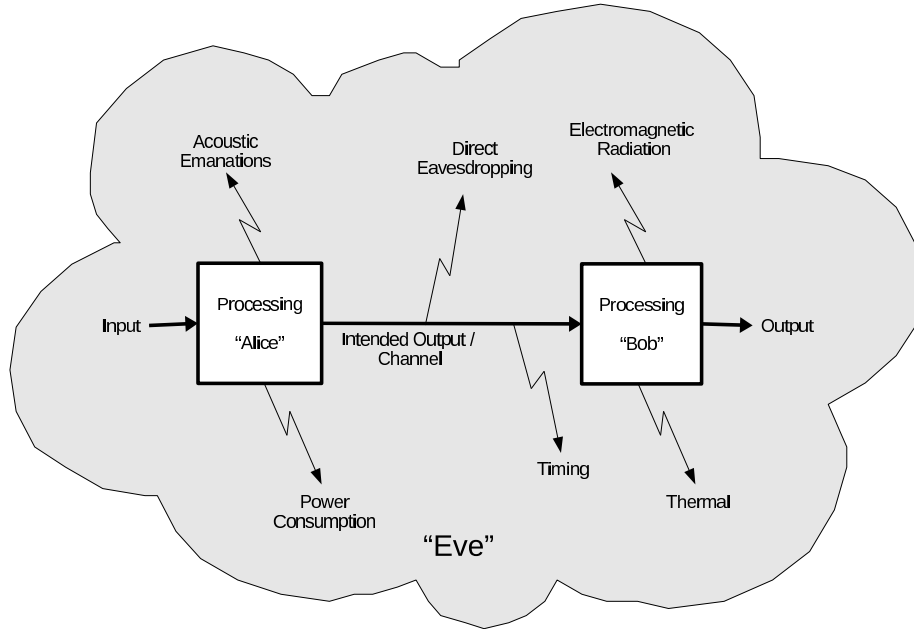 Acoustic
Emanations
Direct
Eavesdropping
Electromagnetic
Radiation
Input
Processing
“Alice”
Intended Output /
Channel
Processing
“Bob”
Output
Power
Consumption
Timing
Thermal
“Eve”